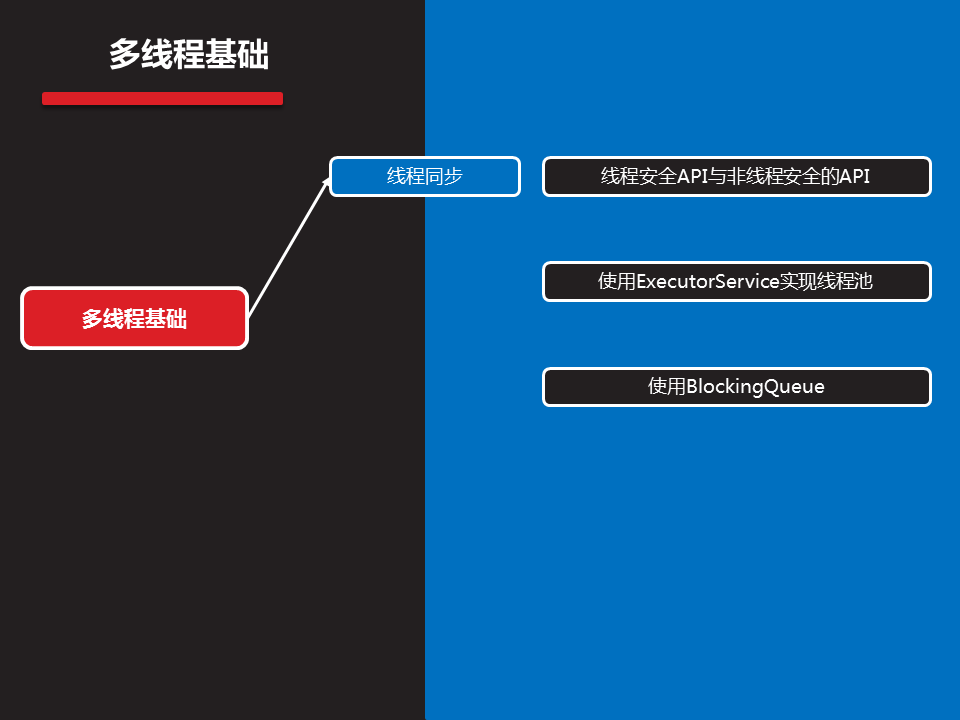 多线程基础
线程同步
线程安全API与非线程安全的API
使用ExecutorService实现线程池
多线程基础
使用BlockingQueue